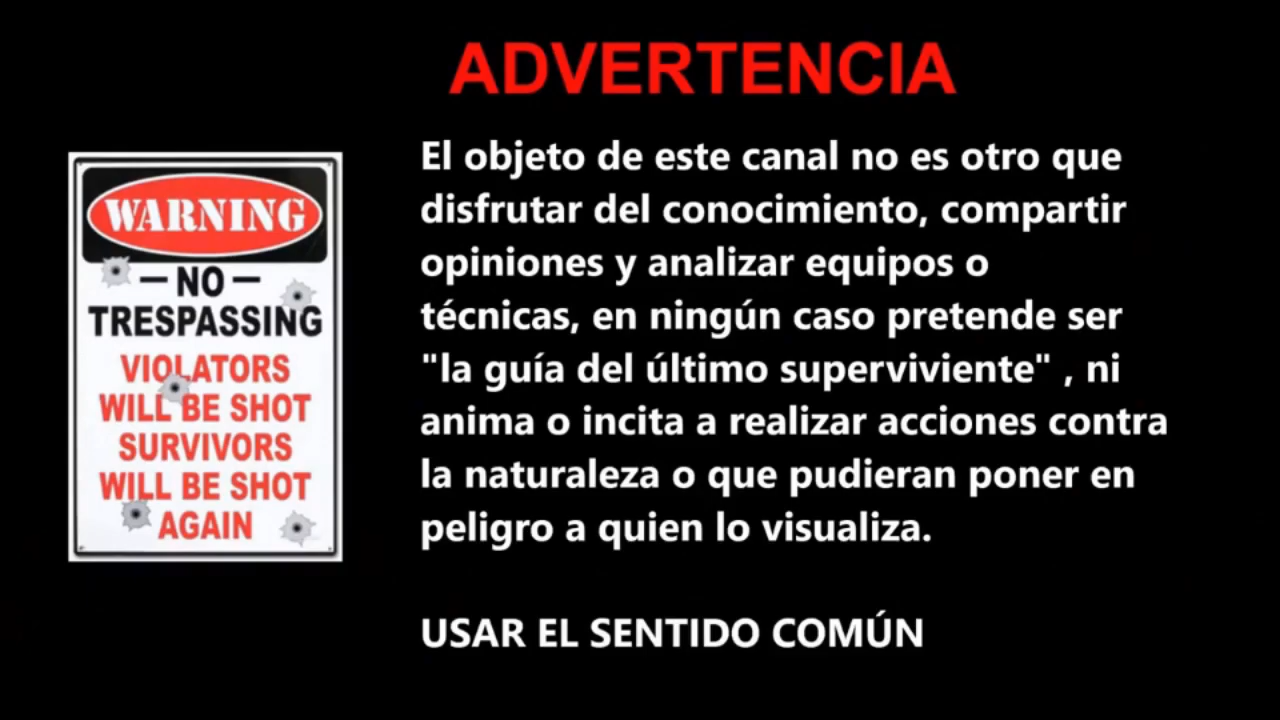 ADVERTENCIA
El objeto de este canal no es otro que
disfrutar del conocimiento, compartir
opiniones y analizar equipos o
técnicas, en ningún caso pretende ser
"la guía del último superviviente" , ni
anima o incita a realizar acciones contra
la naturaleza o que pudieran poner en
peligro a quien lo visualiza.
USAR EL SENTIDO COMÚN
WARNING
— NO —
TRESPASSING
VIOLATORS
WILL BE SHOT
SURVIVORS
WILL BE SHOT
AGAIN